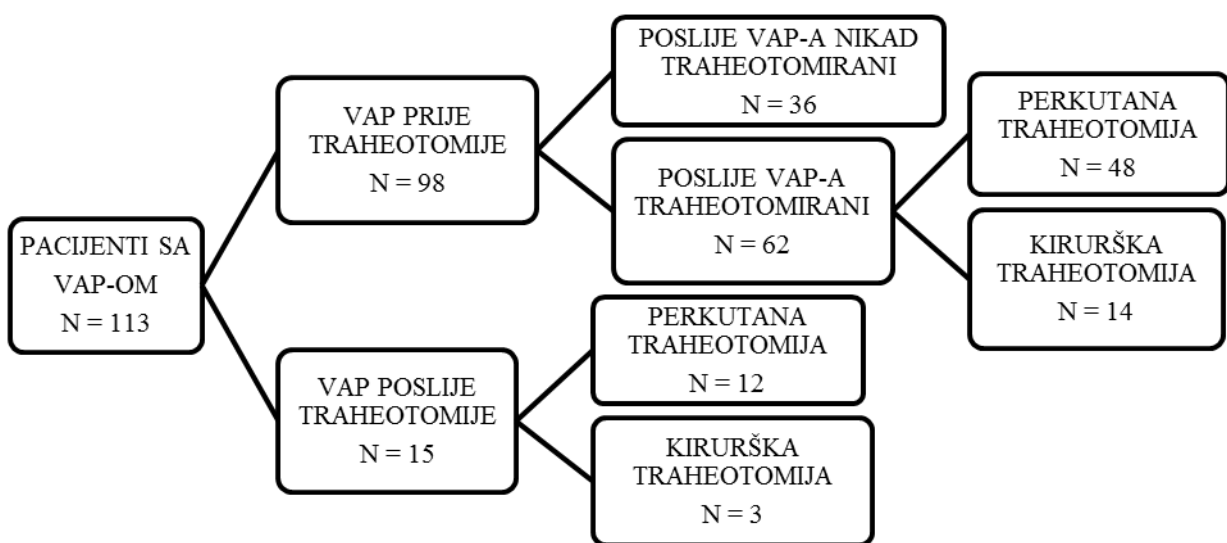 PACIJENTI SA
VAP-OM
N = 113
VAP PRIJE
TRAHEOTOMIJE
N = 98
POSLIJE VAP-A NIKAD
TRAHEOTOMIRANI
N = 36
POSLIJE VAP-A
TRAHEOTOMIRANI
N = 62
PERKUTANA
TRAHEOTOMIJA
N = 48
KIRURŠKA
TRAHEOTOMIJA
N = 14
VAP POSLIJE
TRAHEOTOMIJE
N = 15
PERKUTANA
TRAHEOTOMIJA
N = 12
KIRURŠKA
TRAHEOTOMIJA
N = 3